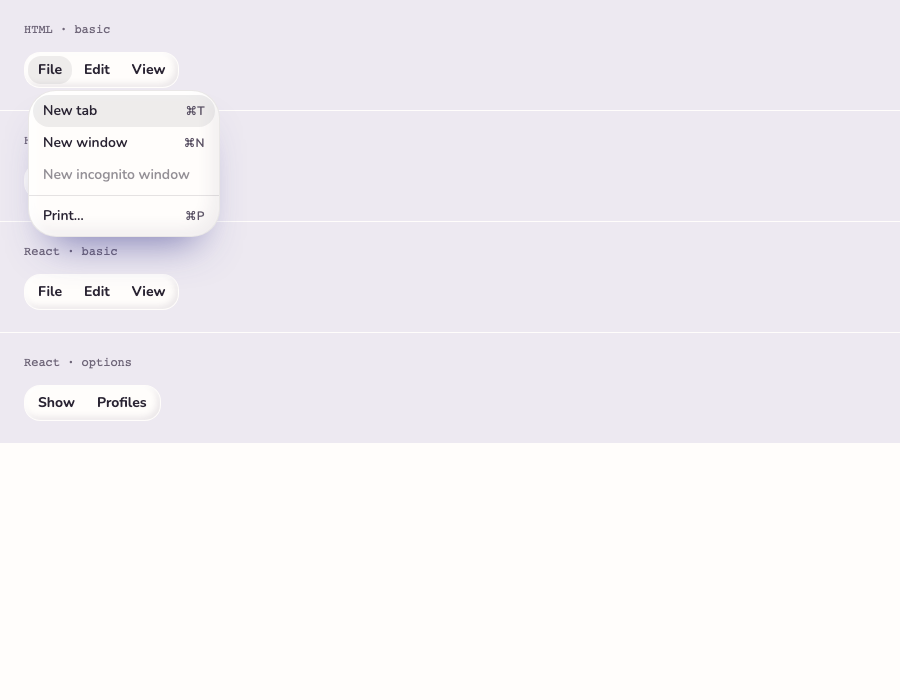 HTML · basic
File Edit View
New tab ⌘T
New window ⌘N
New incognito window
Print... ⌘P
React · basic
File Edit View
React · options
Show Profiles